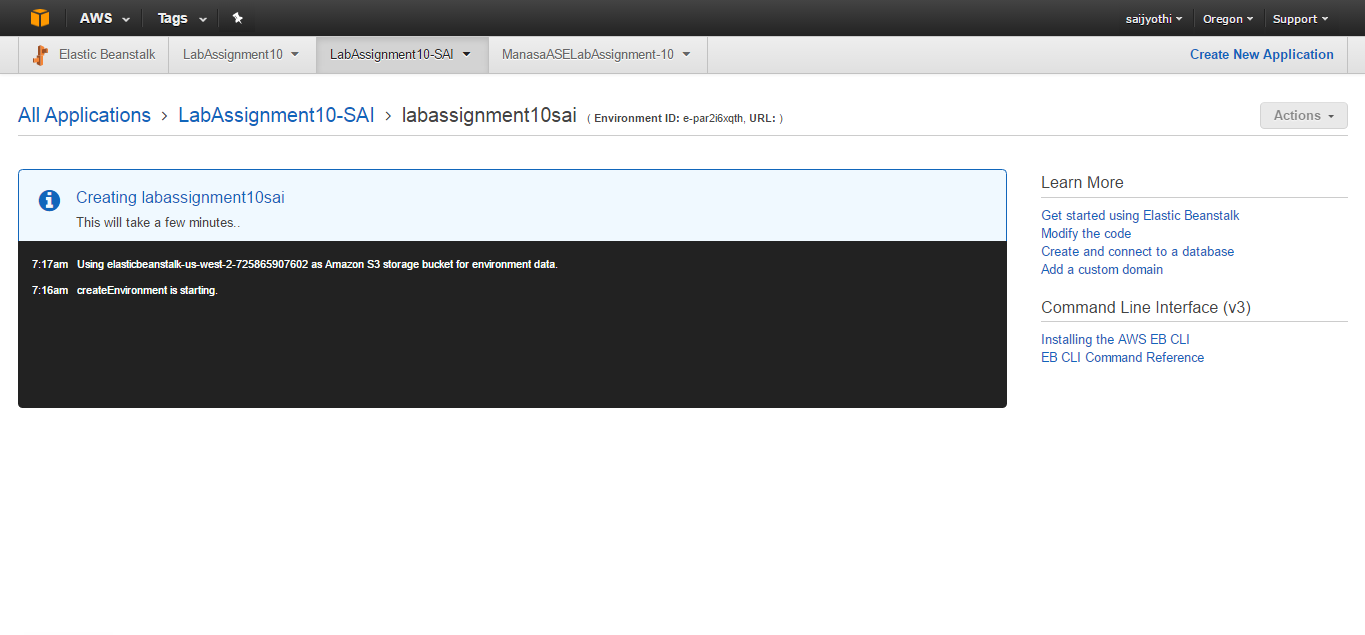 AWS Tags saijyothi Oregon Support
Elastic Beanstalk LabAssignment10 LabAssignment10-SAI ManasaASELabAssignment-10 Create New Application
All Applications › LabAssignment10-SAI › labassignment10sai ( Environment ID: e-par2i6xqth, URL: )
Actions
Creating labassignment10sai
This will take a few minutes..
7:17am Using elasticbeanstalk-us-west-2-725865907602 as Amazon S3 storage bucket for environment data.
7:16am createEnvironment is starting.
Learn More
Get started using Elastic Beanstalk
Modify the code
Create and connect to a database
Add a custom domain
Command Line Interface (v3)
Installing the AWS EB CLI
EB CLI Command Reference